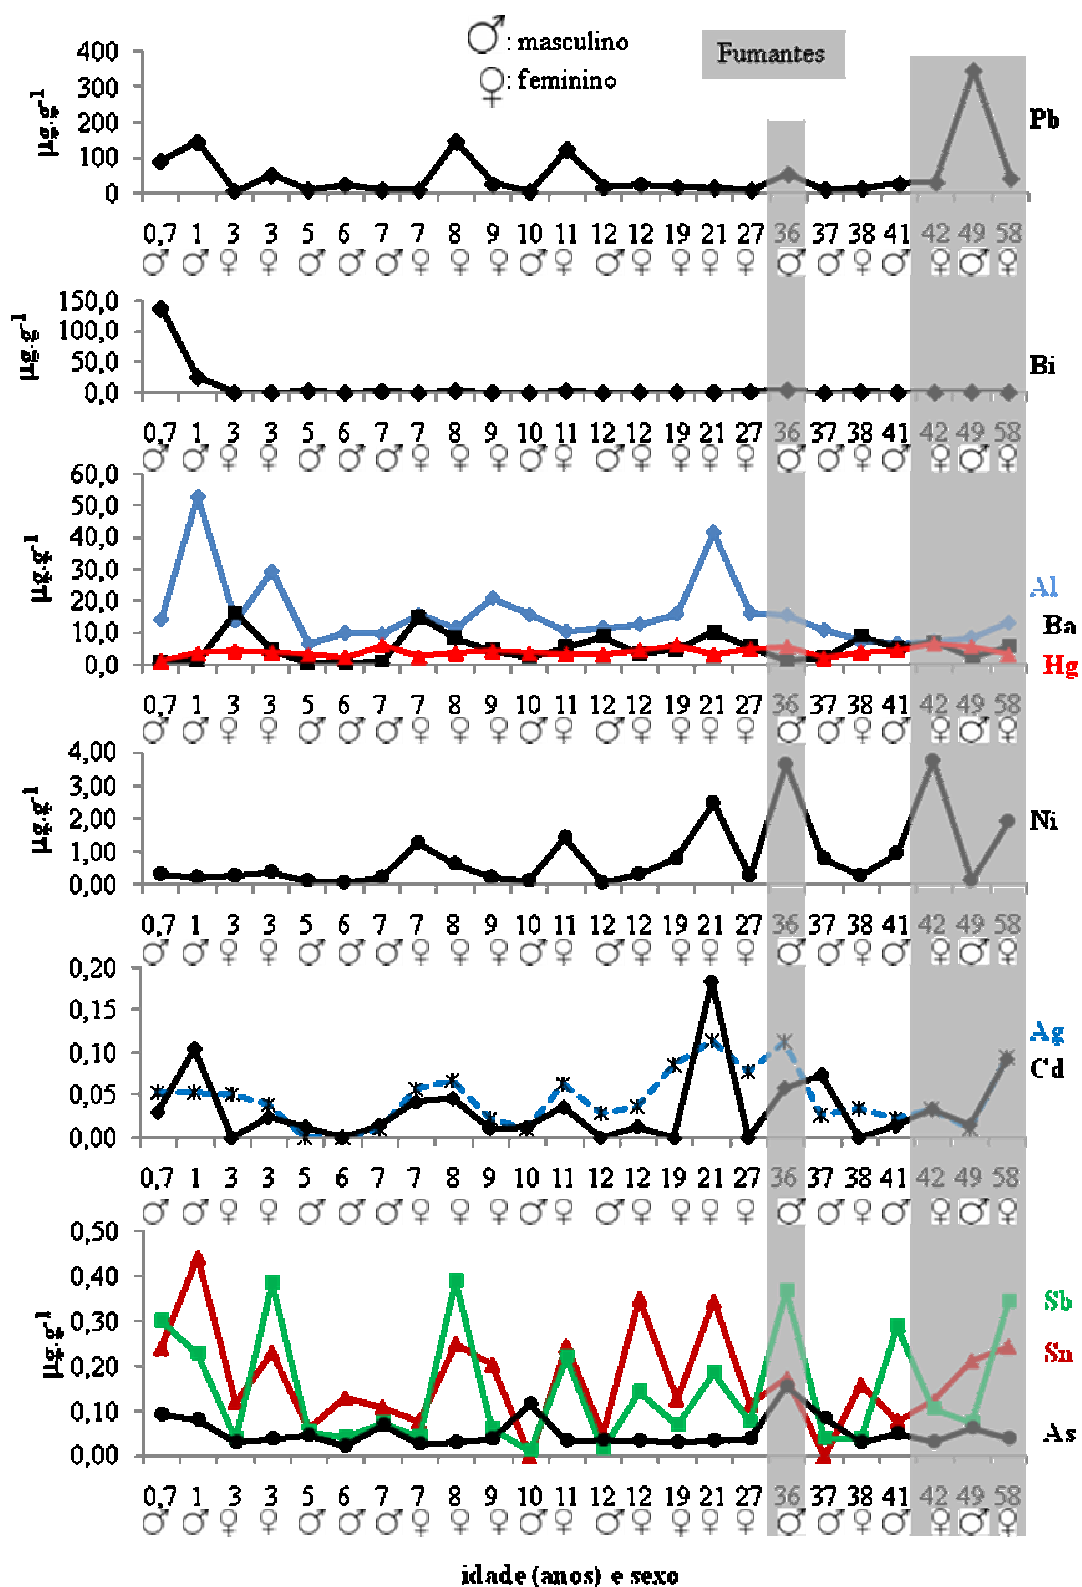 ♂: masculino
♀: feminino
Fumantes
400
300
200
100
0
µg.g-1
Pb
0,7 1 3 3 5 6 7 7 8 9 10 11 12 12 19 21 27 36 37 38 41 42 49 58
♂ ♂ ♀ ♀ ♂ ♂ ♂ ♀ ♀ ♀ ♂ ♀ ♂ ♀ ♀ ♀ ♀ ♂ ♂ ♀ ♂ ♀ ♂ ♀
150,0
100,0
50,0
0,0
µg.g-1
Bi
0,7 1 3 3 5 6 7 7 8 9 10 11 12 12 19 21 27 36 37 38 41 42 49 58
♂ ♂ ♀ ♀ ♂ ♂ ♂ ♀ ♀ ♀ ♂ ♀ ♂ ♀ ♀ ♀ ♀ ♂ ♂ ♀ ♂ ♀ ♂ ♀
60,0
50,0
40,0
30,0
20,0
10,0
0,0
µg.g-1
Al
Ba
Hg
0,7 1 3 3 5 6 7 7 8 9 10 11 12 12 19 21 27 36 37 38 41 42 49 58
♂ ♂ ♀ ♀ ♂ ♂ ♂ ♀ ♀ ♀ ♂ ♀ ♂ ♀ ♀ ♀ ♀ ♂ ♂ ♀ ♂ ♀ ♂ ♀
4,00
3,00
2,00
1,00
0,00
µg.g-1
Ni
0,7 1 3 3 5 6 7 7 8 9 10 11 12 12 19 21 27 36 37 38 41 42 49 58
♂ ♂ ♀ ♀ ♂ ♂ ♂ ♀ ♀ ♀ ♂ ♀ ♂ ♀ ♀ ♀ ♀ ♂ ♂ ♀ ♂ ♀ ♂ ♀
0,20
0,15
0,10
0,05
0,00
µg.g-1
Ag
Cd
0,7 1 3 3 5 6 7 7 8 9 10 11 12 12 19 21 27 36 37 38 41 42 49 58
♂ ♂ ♀ ♀ ♂ ♂ ♂ ♀ ♀ ♀ ♂ ♀ ♂ ♀ ♀ ♀ ♀ ♂ ♂ ♀ ♂ ♀ ♂ ♀
0,50
0,40
0,30
0,20
0,10
0,00
µg.g-1
Sb
Sn
As
0,7 1 3 3 5 6 7 7 8 9 10 11 12 12 19 21 27 36 37 38 41 42 49 58
♂ ♂ ♀ ♀ ♂ ♂ ♂ ♀ ♀ ♀ ♂ ♀ ♂ ♀ ♀ ♀ ♀ ♂ ♂ ♀ ♂ ♀ ♂ ♀
idade (anos) e sexo